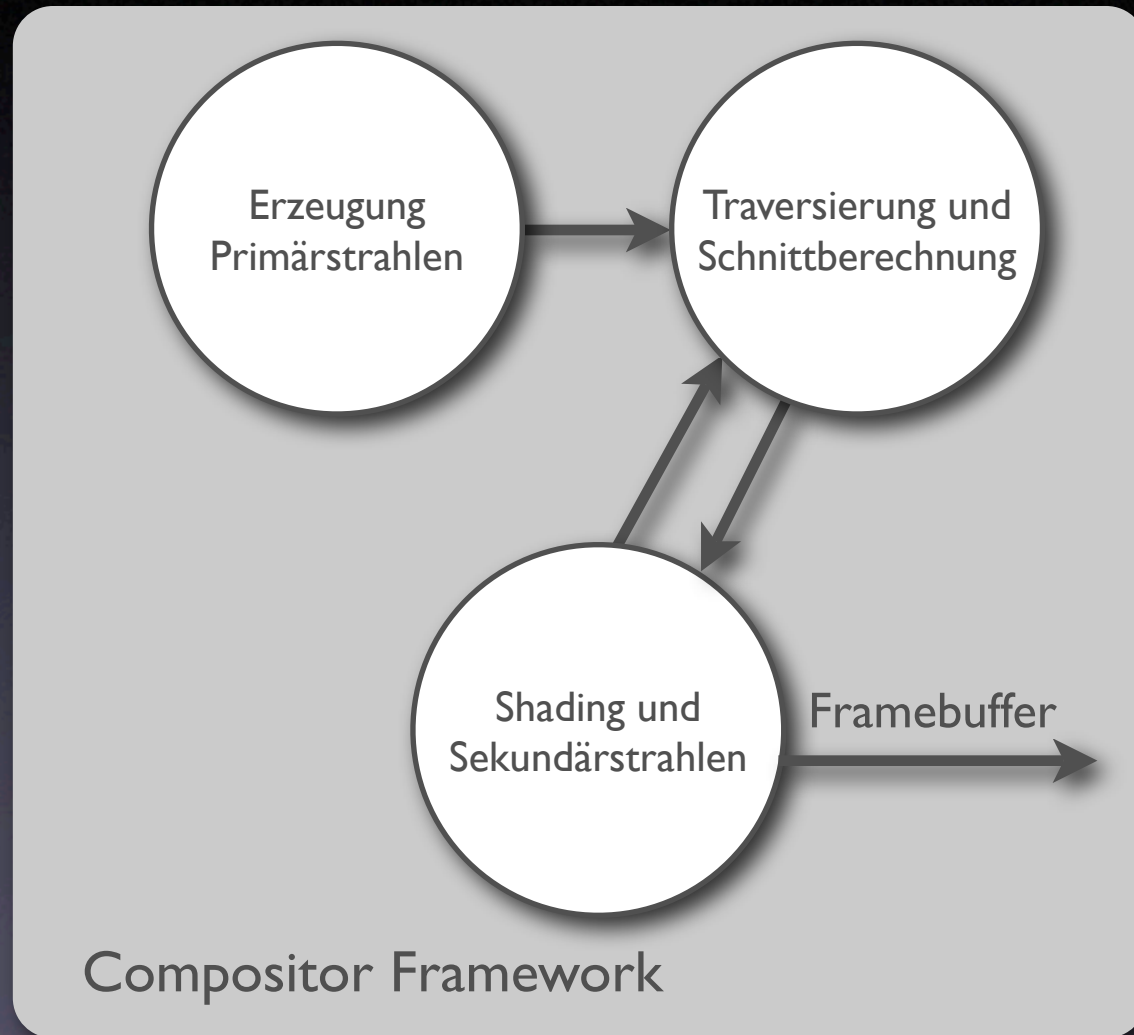 Erzeugung
Primärstrahlen
Traversierung und
Schnittberechnung
Shading und
Sekundärstrahlen
Framebuffer
Compositor Framework